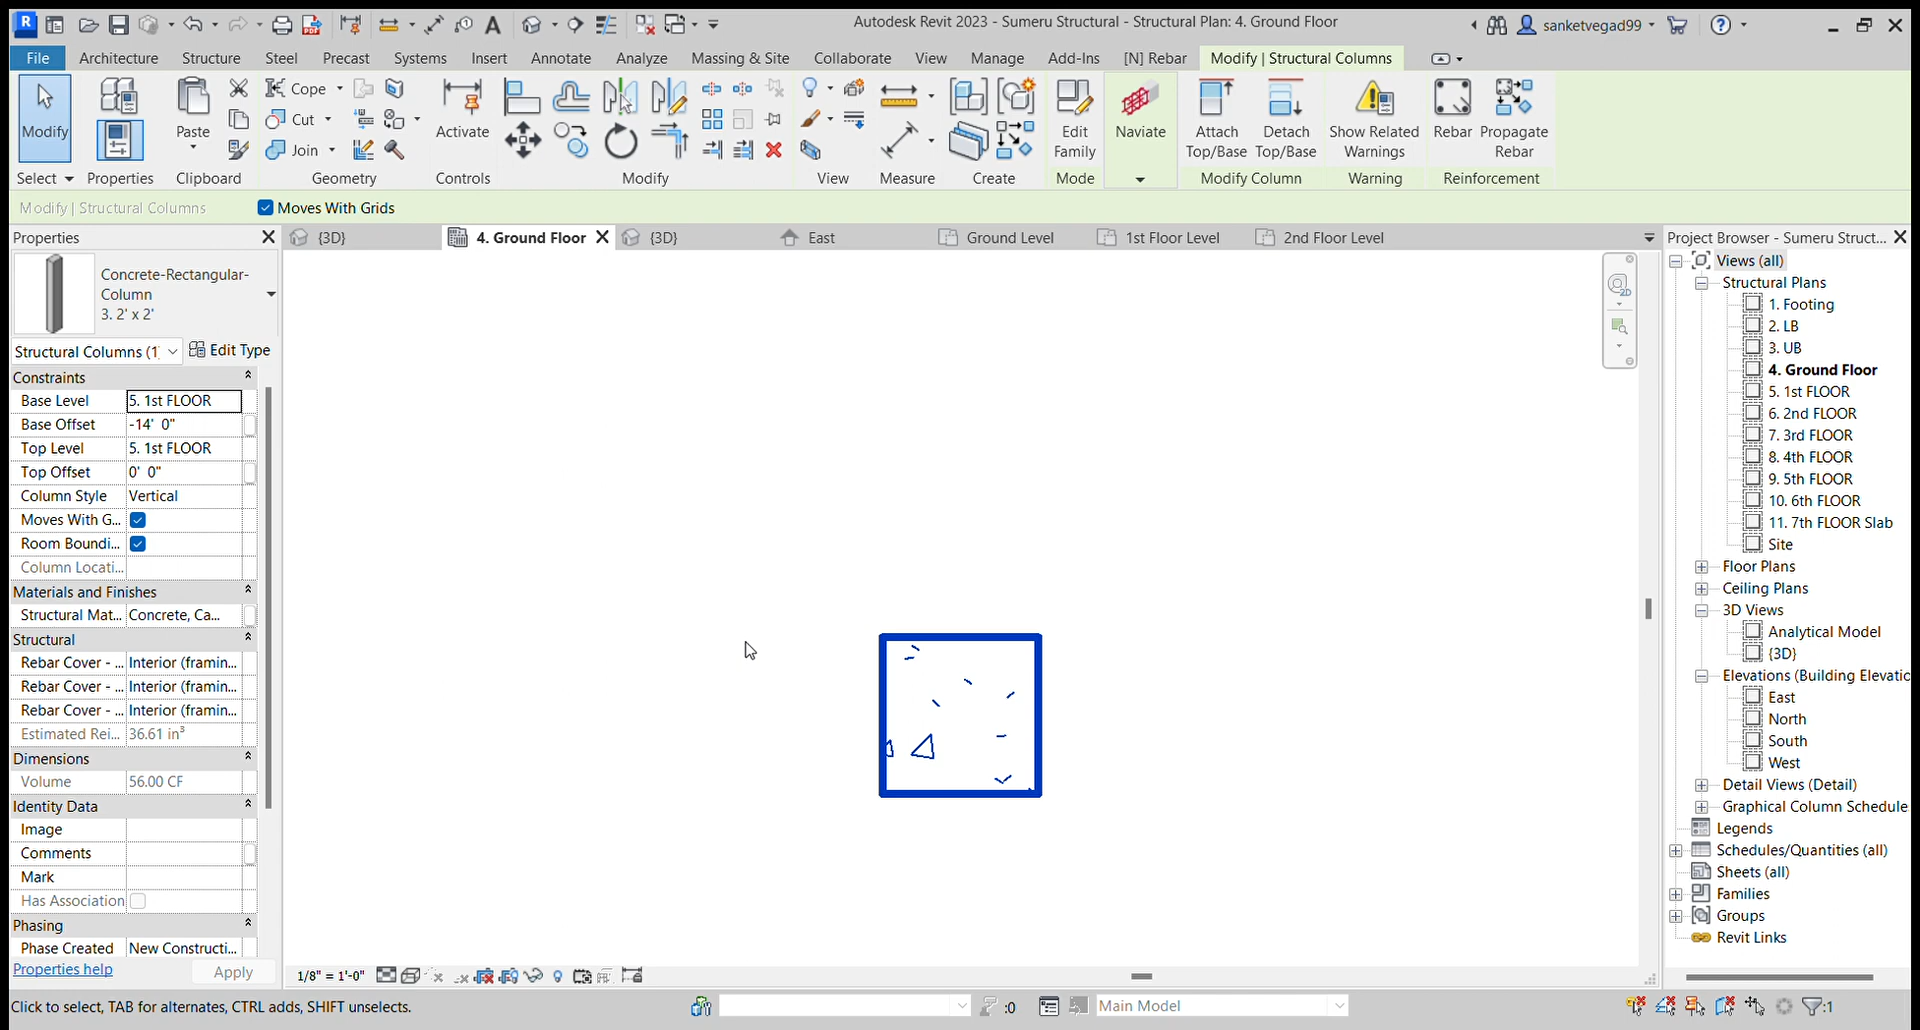 Autodesk Revit 2023 - Sumeru Structural - Structural Plan: 4. Ground Floor
sanketvegad99
File Architecture Structure Steel Precast Systems Insert Annotate Analyze Massing & Site Collaborate View Manage Add-Ins [N] Rebar Modify | Structural Columns
Modify
Paste
Cope
Cut
Join
Activate
Edit Family
Naviate
Attach Top/Base
Detach Top/Base
Show Related Warnings
Rebar
Propagate Rebar
Select Properties Clipboard Geometry Controls Modify View Measure Create Mode Modify Column Warning Reinforcement
Modify | Structural Columns Moves With Grids
Properties
{3D} 4. Ground Floor {3D} East Ground Level 1st Floor Level 2nd Floor Level
Concrete-Rectangular-
Column
3. 2' x 2'
Structural Columns (1 Edit Type
Constraints
Base Level 5. 1st FLOOR
Base Offset -14' 0"
Top Level 5. 1st FLOOR
Top Offset 0' 0"
Column Style Vertical
Moves With G...
Room Boundi...
Column Locati...
Materials and Finishes
Structural Mat... Concrete, Ca...
Structural
Rebar Cover - ... Interior (framin...
Rebar Cover - ... Interior (framin...
Rebar Cover - ... Interior (framin...
Estimated Rei... 36.61 in³
Dimensions
Volume 56.00 CF
Identity Data
Image
Comments
Mark
Has Association
Phasing
Phase Created New Constructi...
Properties help Apply
1/8" = 1'-0"
Project Browser - Sumeru Struct...
Views (all)
Structural Plans
1. Footing
2. LB
3. UB
4. Ground Floor
5. 1st FLOOR
6. 2nd FLOOR
7. 3rd FLOOR
8. 4th FLOOR
9. 5th FLOOR
10. 6th FLOOR
11. 7th FLOOR Slab
Site
Floor Plans
Ceiling Plans
3D Views
Analytical Model
{3D}
Elevations (Building Elevatic
East
North
South
West
Detail Views (Detail)
Graphical Column Schedule
Legends
Schedules/Quantities (all)
Sheets (all)
Families
Groups
Revit Links
Click to select, TAB for alternates, CTRL adds, SHIFT unselects. :0 Main Model :1